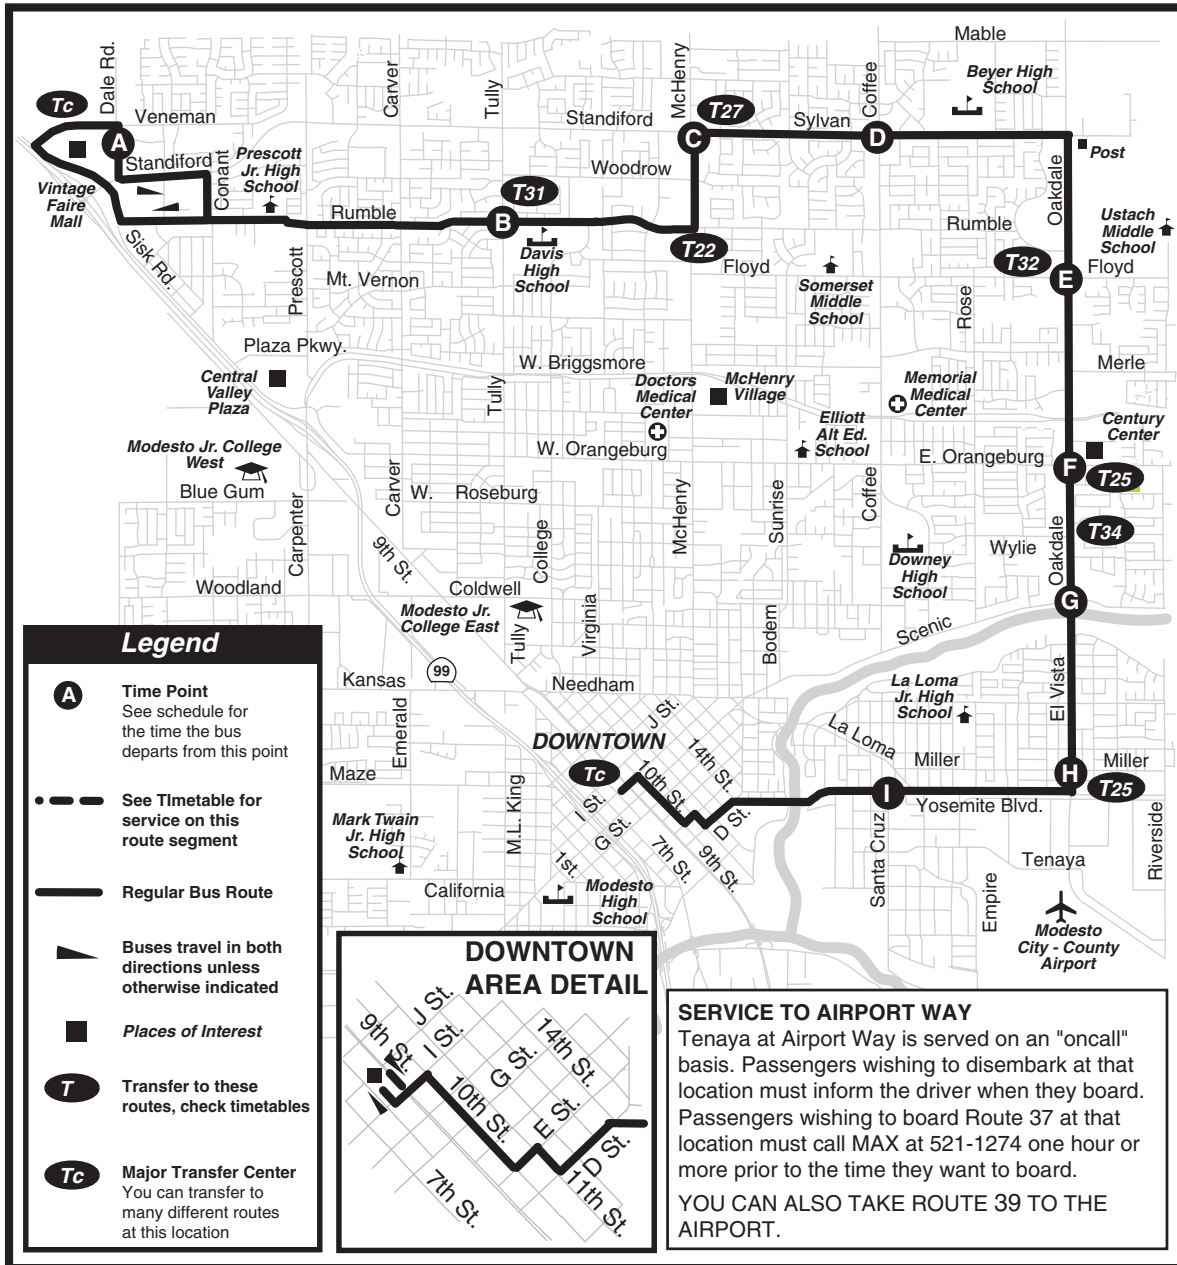 Mable
Dale Rd.
Carver
Tully
McHenry
Coffee
Beyer High
School
Tc
Veneman
Standiford
T27
Sylvan
A
C
D
Standiford
Prescott
Jr. High
School
Conant
Woodrow
Post
Vintage
Faire
Mall
T31
Oakdale
Rumble
B
Rumble
Ustach
Middle
School
Sisk Rd.
Davis
High
School
T22
Floyd
T32
Floyd
E
Prescott
Mt. Vernon
Somerset
Middle
School
Rose
Plaza Pkwy.
W. Briggsmore
Merle
Central
Valley
Plaza
Tully
Doctors
Medical
Center
McHenry
Village
Memorial
Medical
Center
Elliott
Alt Ed.
School
Century
Center
Modesto Jr. College
West
W. Orangeburg
E. Orangeburg
F
T25
Blue Gum
Carver
W. Roseburg
McHenry
Sunrise
Coffee
Carpenter
9th St.
College
T34
Oakdale
Wylie
Downey
High
School
Woodland
Coldwell
G
Modesto Jr.
College East
Tully
Virginia
Bodem
Scenic
99
Kansas
Needham
La Loma
Jr. High
School
El Vista
Emerald
J St.
La Loma
DOWNTOWN
14th St.
Miller
Miller
Maze
Tc
10th St.
H
T25
I
Yosemite Blvd.
M.L. King
I St.
G St.
D St.
Mark Twain
Jr. High
School
1st.
7th St.
9th St.
Santa Cruz
Tenaya
Riverside
California
Modesto
High
School
Empire
Modesto
City - County
Airport
Legend
A
Time Point
See schedule for
the time the bus
departs from this point
See TImetable for
service on this
route segment
Regular Bus Route
Buses travel in both
directions unless
otherwise indicated
Places of Interest
T
Transfer to these
routes, check timetables
Tc
Major Transfer Center
You can transfer to
many different routes
at this location
DOWNTOWN
AREA DETAIL
J St.
9th St.
I St.
14th St.
G St.
10th St.
E St.
D St.
7th St.
11th St.
SERVICE TO AIRPORT WAY
Tenaya at Airport Way is served on an "oncall"
basis. Passengers wishing to disembark at that
location must inform the driver when they board.
Passengers wishing to board Route 37 at that
location must call MAX at 521-1274 one hour or
more prior to the time they want to board.
YOU CAN ALSO TAKE ROUTE 39 TO THE
AIRPORT.